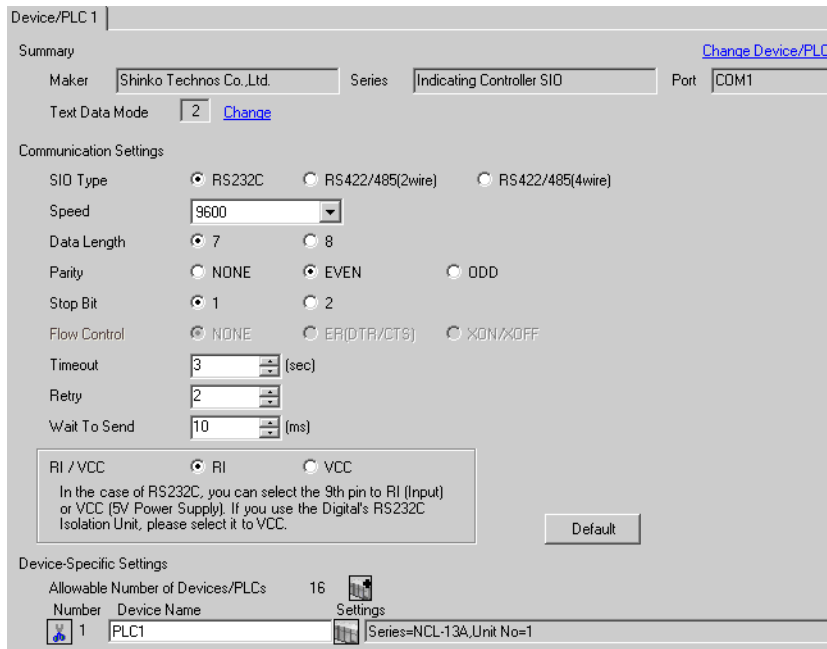 Device/PLC 1
Summary
Change Device/PLC
Maker Shinko Technos Co.,Ltd. Series Indicating Controller SIO Port COM1
Text Data Mode 2 Change
Communication Settings
SIO Type RS232C RS422/485(2wire) RS422/485(4wire)
Speed 9600
Data Length 7 8
Parity NONE EVEN ODD
Stop Bit 1 2
Flow Control NONE ER(DTR/CTS) XON/XOFF
Timeout 3 (sec)
Retry 2
Wait To Send 10 (ms)
RI / VCC RI VCC
In the case of RS232C, you can select the 9th pin to RI (Input)
or VCC (5V Power Supply). If you use the Digital's RS232C
Isolation Unit, please select it to VCC.
Default
Device-Specific Settings
Allowable Number of Devices/PLCs 16
Number Device Name Settings
1 PLC1 Series=NCL-13A,Unit No=1